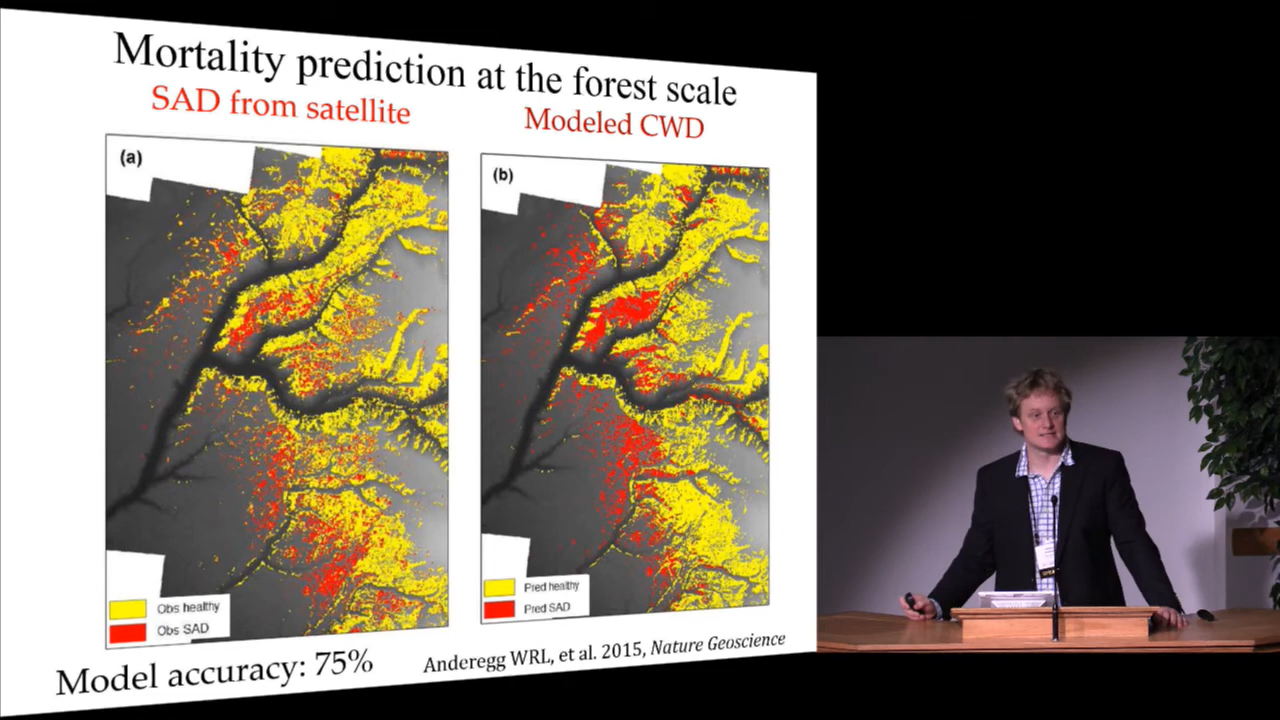 Mortality prediction at the forest scale
SAD from satellite
Modeled CWD
(a)
(b)
Obs healthy
Obs SAD
Pred healthy
Pred SAD
Model accuracy: 75%
Anderegg WRL, et al. 2015, Nature Geoscience